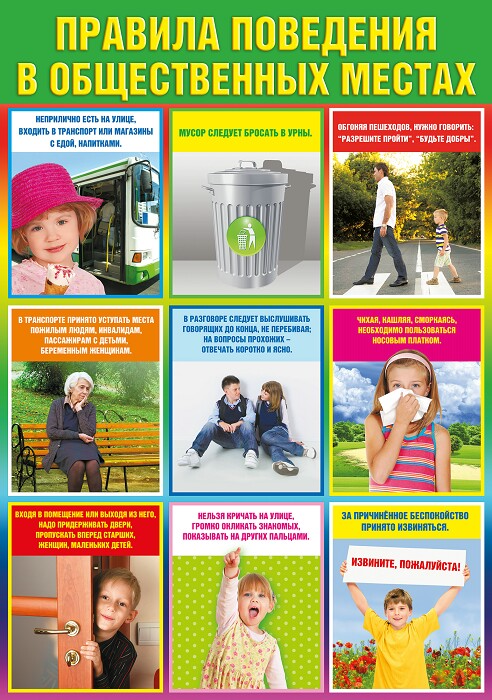 ПРАВИЛА ПОВЕДЕНИЯ
В ОБЩЕСТВЕННЫХ МЕСТАХ
НЕПРИЛИЧНО ЕСТЬ НА УЛИЦЕ,
ВХОДИТЬ В ТРАНСПОРТ ИЛИ МАГАЗИНЫ
С ЕДОЙ, НАПИТКАМИ.
МУСОР СЛЕДУЕТ БРОСАТЬ В УРНЫ.
ОБГОНЯЯ ПЕШЕХОДОВ, НУЖНО ГОВОРИТЬ:
"РАЗРЕШИТЕ ПРОЙТИ", "БУДЬТЕ ДОБРЫ".
В ТРАНСПОРТЕ ПРИНЯТО УСТУПАТЬ МЕСТА
ПОЖИЛЫМ ЛЮДЯМ, ИНВАЛИДАМ,
ПАССАЖИРАМ С ДЕТЬМИ,
БЕРЕМЕННЫМ ЖЕНЩИНАМ.
В РАЗГОВОРЕ СЛЕДУЕТ ВЫСЛУШИВАТЬ
ГОВОРЯЩИХ ДО КОНЦА, НЕ ПЕРЕБИВАЯ;
НА ВОПРОСЫ ПРОХОЖИХ –
ОТВЕЧАТЬ КОРОТКО И ЯСНО.
ЧИХАЯ, КАШЛЯЯ, СМОРКАЯСЬ,
НЕОБХОДИМО ПОЛЬЗОВАТЬСЯ
НОСОВЫМ ПЛАТКОМ.
ВХОДЯ В ПОМЕЩЕНИЕ ИЛИ ВЫХОДЯ ИЗ НЕГО,
НАДО ПРИДЕРЖИВАТЬ ДВЕРИ,
ПРОПУСКАТЬ ВПЕРЕД СТАРШИХ,
ЖЕНЩИН, МАЛЕНЬКИХ ДЕТЕЙ.
НЕЛЬЗЯ КРИЧАТЬ НА УЛИЦЕ,
ГРОМКО ОКЛИКАТЬ ЗНАКОМЫХ,
ПОКАЗЫВАТЬ НА ДРУГИХ ПАЛЬЦАМИ.
ЗА ПРИЧИНЁННОЕ БЕСПОКОЙСТВО
ПРИНЯТО ИЗВИНЯТЬСЯ.
ИЗВИНИТЕ, ПОЖАЛУЙСТА!